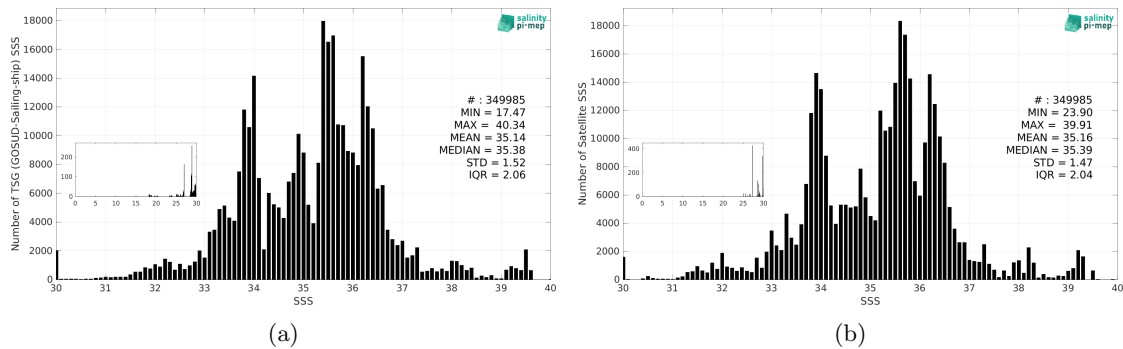 18000
16000
14000
12000
10000
8000
6000
4000
2000
0
Number of TSG (GOSUD-Sailing-ship) SSS
salinity
pi-mep
# : 349985
MIN = 17.47
MAX = 40.34
MEAN = 35.14
MEDIAN = 35.38
STD = 1.52
IQR = 2.06
200
100
0
0 5 10 15 20 25 30
30 31 32 33 34 35 36 37 38 39 40
SSS
(a)
18000
16000
14000
12000
10000
8000
6000
4000
2000
0
Number of Satellite SSS
salinity
pi-mep
# : 349985
MIN = 23.90
MAX = 39.91
MEAN = 35.16
MEDIAN = 35.39
STD = 1.47
IQR = 2.04
400
200
0
0 5 10 15 20 25 30
30 31 32 33 34 35 36 37 38 39 40
SSS
(b)